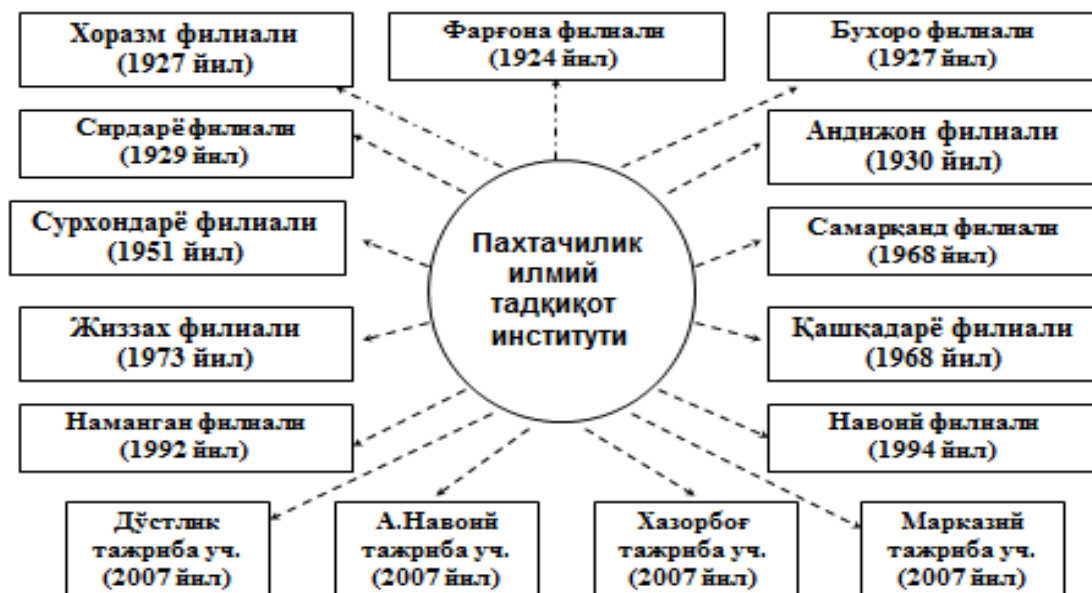 Хоразм филиали
(1927 йил)
Фарғона филиали
(1924 йил)
Бухоро филиали
(1927 йил)
Сирдарё филиали
(1929 йил)
Андижон филиали
(1930 йил)
Сурхондарё филиали
(1951 йил)
Пахтачилик
илмий
тадқиқот
институти
Самарқанд филиали
(1968 йил)
Жиззах филиали
(1973 йил)
Қашқадарё филиали
(1968 йил)
Наманган филиали
(1992 йил)
Навоий филиали
(1994 йил)
Дўстлик
тажриба уч.
(2007 йил)
А.Навоий
тажриба уч.
(2007 йил)
Хазорбоғ
тажриба уч.
(2007 йил)
Марказий
тажриба уч.
(2007 йил)